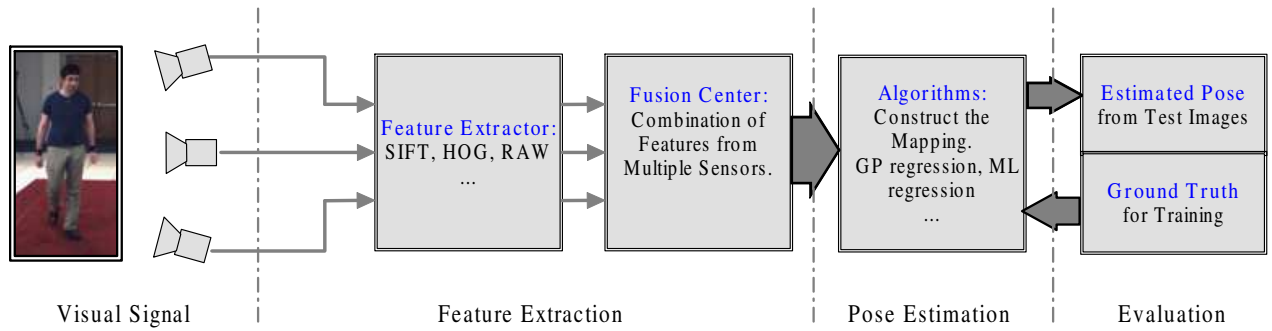 Feature Extractor:
SIFT, HOG, RAW
...
Fusion Center:
Combination of
Features from
Multiple Sensors.
Algorithms:
Construct the
Mapping.
GP regression, ML
regression
...
Estimated Pose
from Test Images
Ground Truth
for Training
Visual Signal
Feature Extraction
Pose Estimation
Evaluation